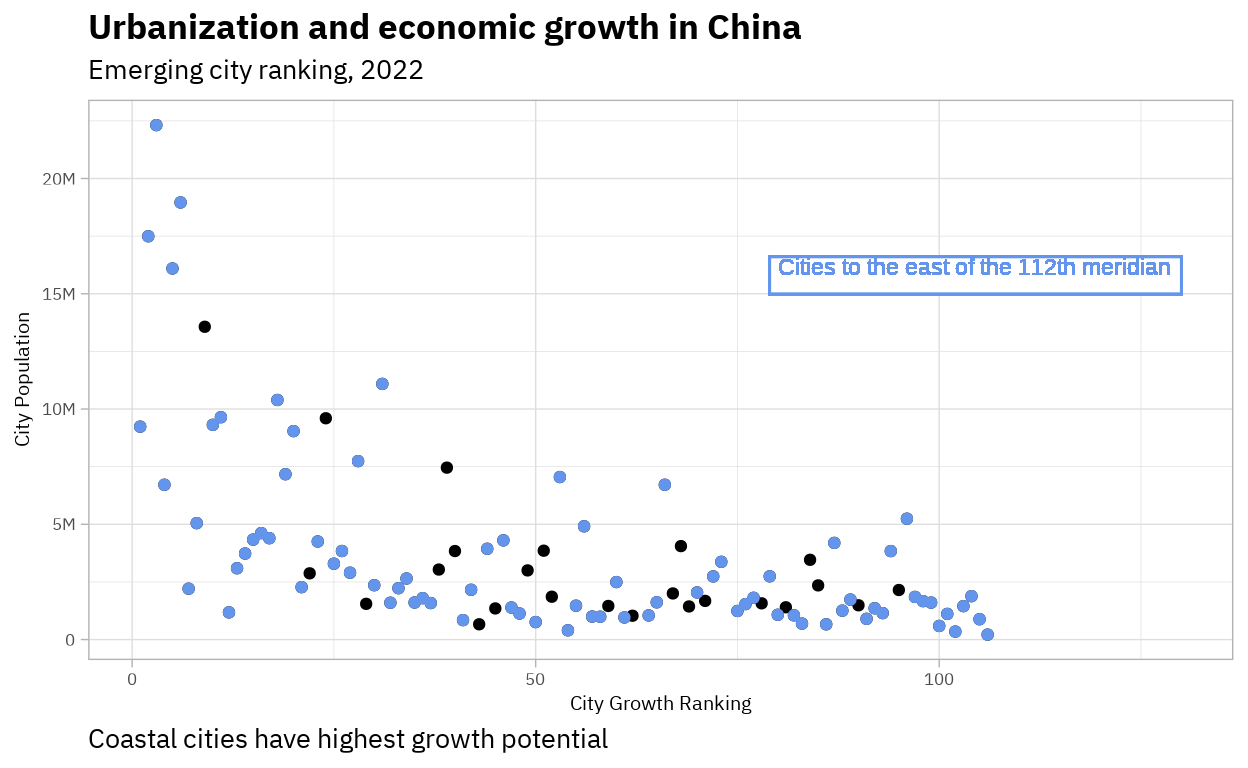 Urbanization and economic growth in China
Emerging city ranking, 2022
Cities to the east of the 112th meridian
20M
15M
10M
5M
0
City Population
0 50 100
City Growth Ranking
Coastal cities have highest growth potential